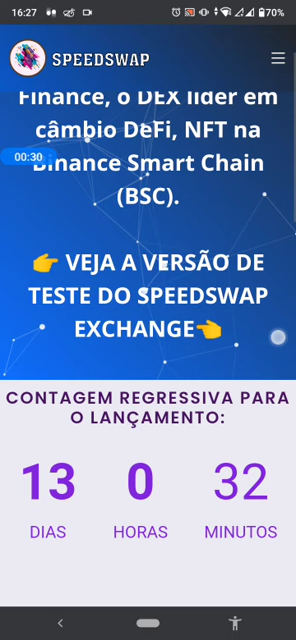 16:27
70%
SPEEDSWAP
Finance, o DEX líder em
câmbio DeFi, NFT na
Binance Smart Chain
00:30
(BSC).
👉 VEJA A VERSÃO DE
TESTE DO SPEEDSWAP
EXCHANGE👈
CONTAGEM REGRESSIVA PARA
O LANÇAMENTO:
13 0 32
DIAS HORAS MINUTOS